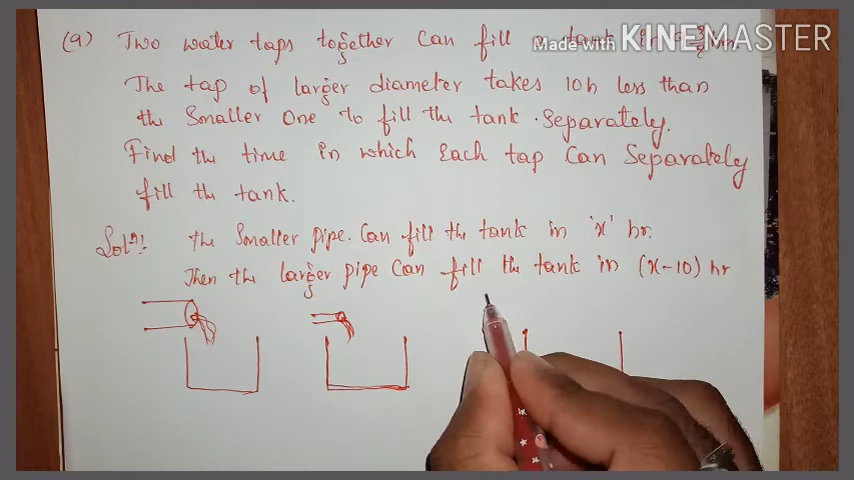 (9) Two water taps together can fill a tank in
Made with KINEMASTER
The tap of larger diameter takes 10h less than
the smaller one to fill the tank . Separately.
Find the time in which Each tap can Separately
fill the tank.
Solⁿ! the smaller pipe. Can fill the tank in 'x' hr.
Then the larger pipe can fill the tank in (x-10) hr